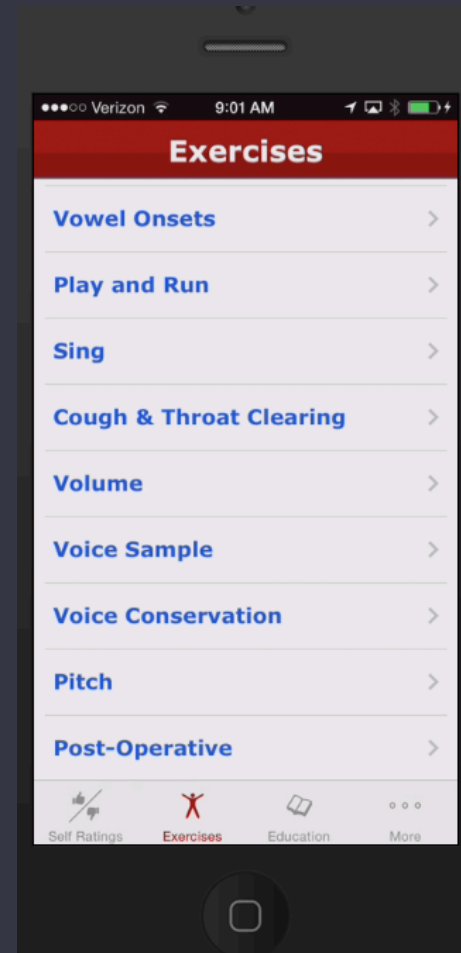 Verizon 9:01 AM
Exercises
Vowel Onsets
Play and Run
Sing
Cough & Throat Clearing
Volume
Voice Sample
Voice Conservation
Pitch
Post-Operative
Self Ratings Exercises Education More